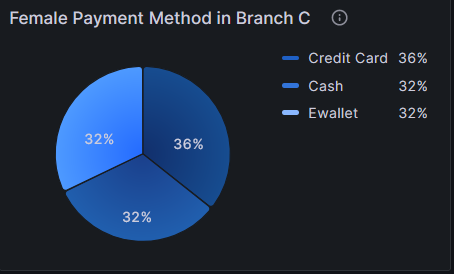 Female Payment Method in Branch C
Credit Card 36%
Cash 32%
Ewallet 32%
32%
36%
32%